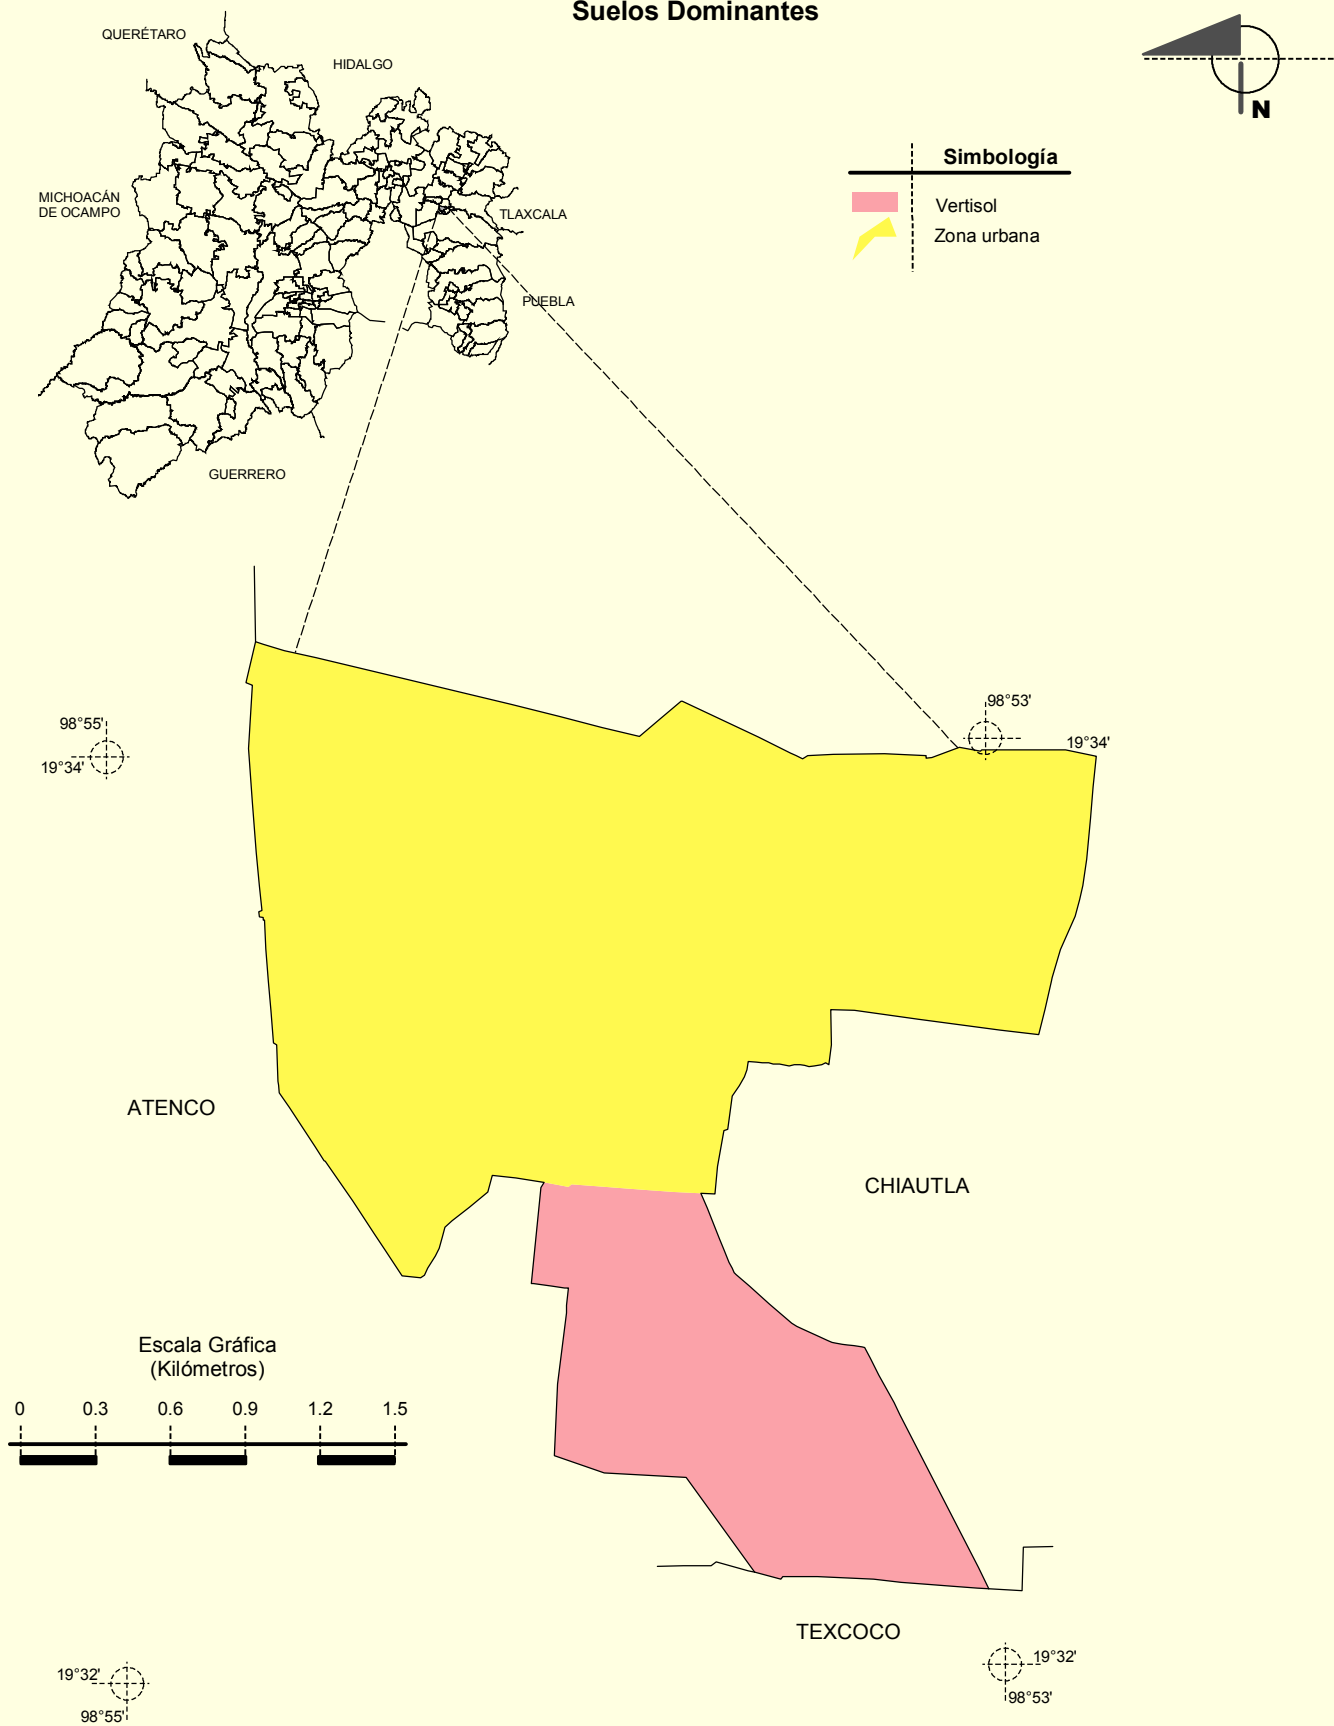 Suelos Dominantes
QUERÉTARO
HIDALGO
MICHOACÁN
DE OCAMPO
TLAXCALA
PUEBLA
GUERRERO
N
Simbología
Vertisol
Zona urbana
98°55'
19°34'
98°53'
19°34'
ATENCO
CHIAUTLA
Escala Gráfica
(Kilómetros)
0 0.3 0.6 0.9 1.2 1.5
TEXCOCO
19°32'
98°55'
19°32'
98°53'